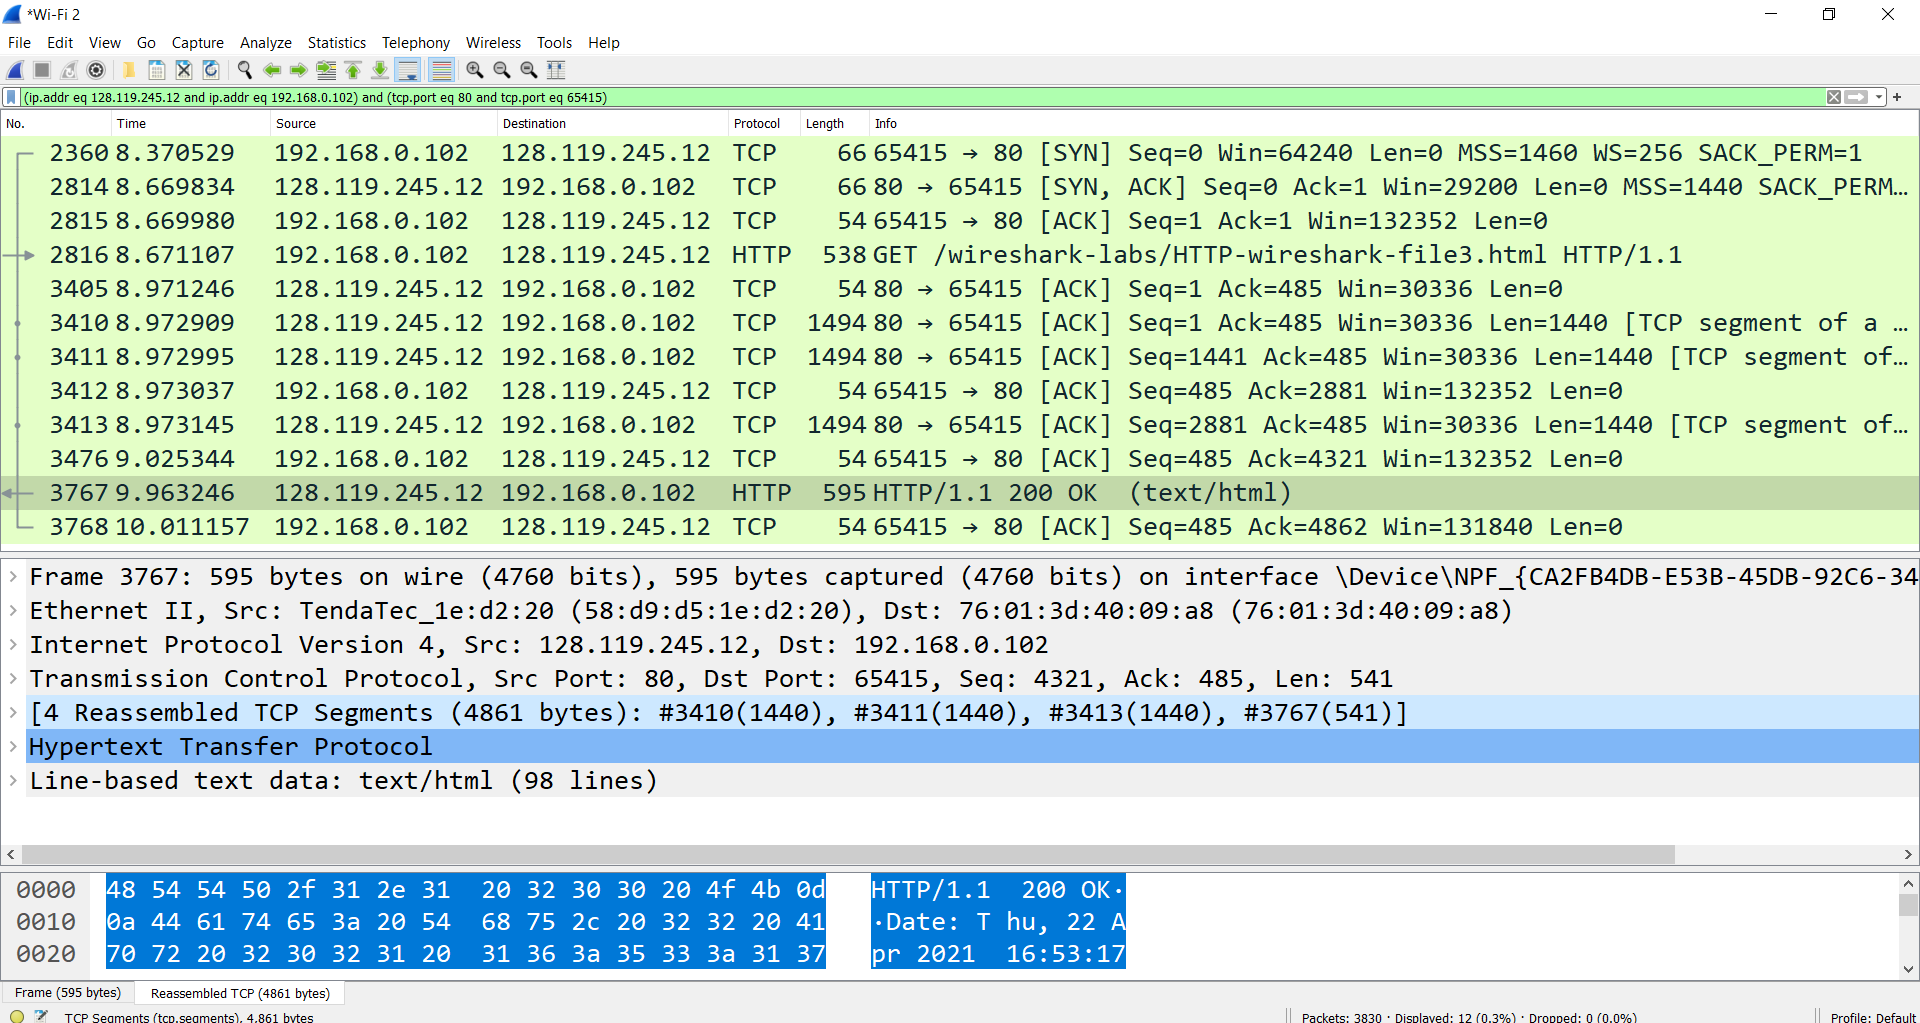 *Wi-Fi 2
File Edit View Go Capture Analyze Statistics Telephony Wireless Tools Help
(ip.addr eq 128.119.245.12 and ip.addr eq 192.168.0.102) and (tcp.port eq 80 and tcp.port eq 65415)
No. Time Source Destination Protocol Length Info
2360 8.370529 192.168.0.102 128.119.245.12 TCP 66 65415 → 80 [SYN] Seq=0 Win=64240 Len=0 MSS=1460 WS=256 SACK_PERM=1
2814 8.669834 128.119.245.12 192.168.0.102 TCP 66 80 → 65415 [SYN, ACK] Seq=0 Ack=1 Win=29200 Len=0 MSS=1440 SACK_PERM…
2815 8.669980 192.168.0.102 128.119.245.12 TCP 54 65415 → 80 [ACK] Seq=1 Ack=1 Win=132352 Len=0
2816 8.671107 192.168.0.102 128.119.245.12 HTTP 538 GET /wireshark-labs/HTTP-wireshark-file3.html HTTP/1.1
3405 8.971246 128.119.245.12 192.168.0.102 TCP 54 80 → 65415 [ACK] Seq=1 Ack=485 Win=30336 Len=0
3410 8.972909 128.119.245.12 192.168.0.102 TCP 1494 80 → 65415 [ACK] Seq=1 Ack=485 Win=30336 Len=1440 [TCP segment of a …
3411 8.972995 128.119.245.12 192.168.0.102 TCP 1494 80 → 65415 [ACK] Seq=1441 Ack=485 Win=30336 Len=1440 [TCP segment of…
3412 8.973037 192.168.0.102 128.119.245.12 TCP 54 65415 → 80 [ACK] Seq=485 Ack=2881 Win=132352 Len=0
3413 8.973145 128.119.245.12 192.168.0.102 TCP 1494 80 → 65415 [ACK] Seq=2881 Ack=485 Win=30336 Len=1440 [TCP segment of…
3476 9.025344 192.168.0.102 128.119.245.12 TCP 54 65415 → 80 [ACK] Seq=485 Ack=4321 Win=132352 Len=0
3767 9.963246 128.119.245.12 192.168.0.102 HTTP 595 HTTP/1.1 200 OK  (text/html)
3768 10.011157 192.168.0.102 128.119.245.12 TCP 54 65415 → 80 [ACK] Seq=485 Ack=4862 Win=131840 Len=0
Frame 3767: 595 bytes on wire (4760 bits), 595 bytes captured (4760 bits) on interface \Device\NPF_{CA2FB4DB-E53B-45DB-92C6-34
Ethernet II, Src: TendaTec_1e:d2:20 (58:d9:d5:1e:d2:20), Dst: 76:01:3d:40:09:a8 (76:01:3d:40:09:a8)
Internet Protocol Version 4, Src: 128.119.245.12, Dst: 192.168.0.102
Transmission Control Protocol, Src Port: 80, Dst Port: 65415, Seq: 4321, Ack: 485, Len: 541
[4 Reassembled TCP Segments (4861 bytes): #3410(1440), #3411(1440), #3413(1440), #3767(541)]
Hypertext Transfer Protocol
Line-based text data: text/html (98 lines)
0000 48 54 54 50 2f 31 2e 31 20 32 30 30 20 4f 4b 0d HTTP/1.1 200 OK·
0010 0a 44 61 74 65 3a 20 54 68 75 2c 20 32 32 20 41 ·Date: T hu, 22 A
0020 70 72 20 32 30 32 31 20 31 36 3a 35 33 3a 31 37 pr 2021 16:53:17
Frame (595 bytes) Reassembled TCP (4861 bytes)
TCP Segments (tcp.segments), 4,861 bytes Packets: 3830 · Displayed: 12 (0.3%) · Dropped: 0 (0.0%) Profile: Default